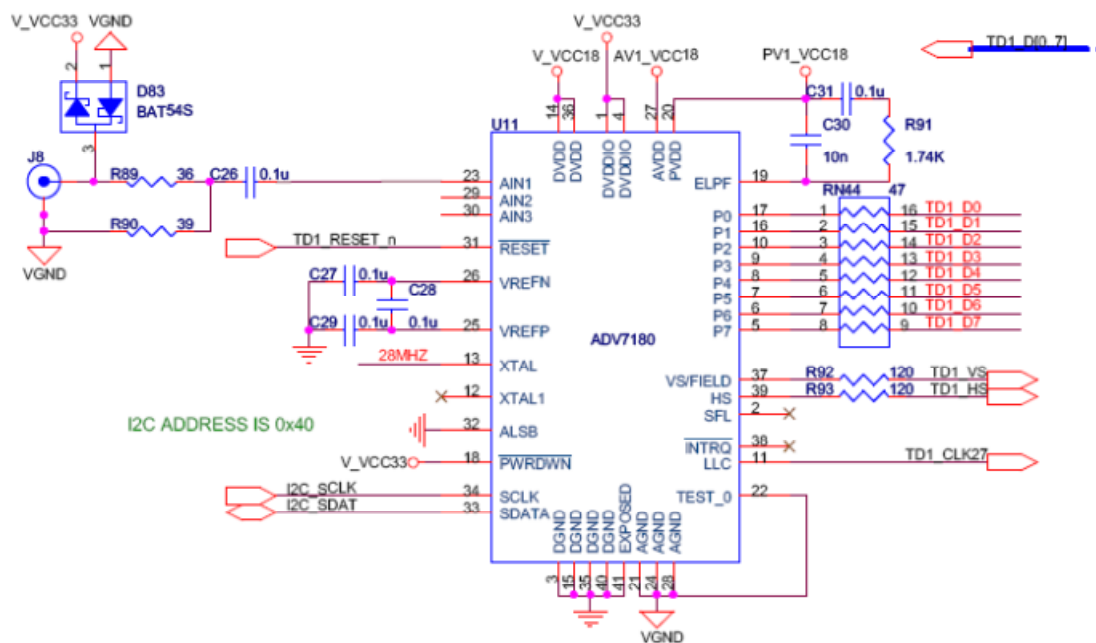 V_VCC33 VGND
2 1
D83
BAT54S
3
J8
R89 36 C26 0.1u
R90 39
VGND
V_VCC33
V_VCC18 AV1_VCC18 PV1_VCC18
TD1_D[0_7]
14 36 1 4 27 20
C31 0.1u
C30
10n
R91
1.74K
U11
DVDD DVDD DVDDIO DVDDIO AVDD PVDD
23 AIN1
29 AIN2
30 AIN3
TD1_RESET_n 31 RESET
C27 0.1u 26 VREFN
C28
C29 0.1u 0.1u 25 VREFP
28MHZ 13 XTAL
12 XTAL1
I2C ADDRESS IS 0x40
32 ALSB
V_VCC33 18 PWRDWN
I2C_SCLK 34 SCLK
I2C_SDAT 33 SDATA
ADV7180
ELPF 19
RN44 47
P0 17 1 16 TD1_D0
P1 16 2 15 TD1_D1
P2 10 3 14 TD1_D2
P3 9 4 13 TD1_D3
P4 8 5 12 TD1_D4
P5 7 6 11 TD1_D5
P6 6 7 10 TD1_D6
P7 5 8 9 TD1_D7
VS/FIELD 37 R92 120 TD1_VS
HS 39 R93 120 TD1_HS
SFL 2
INTRQ 38
LLC 11 TD1_CLK27
TEST_0 22
DGND DGND DGND DGND EXPOSED AGND AGND AGND
3 15 35 40 41 21 24 28
VGND